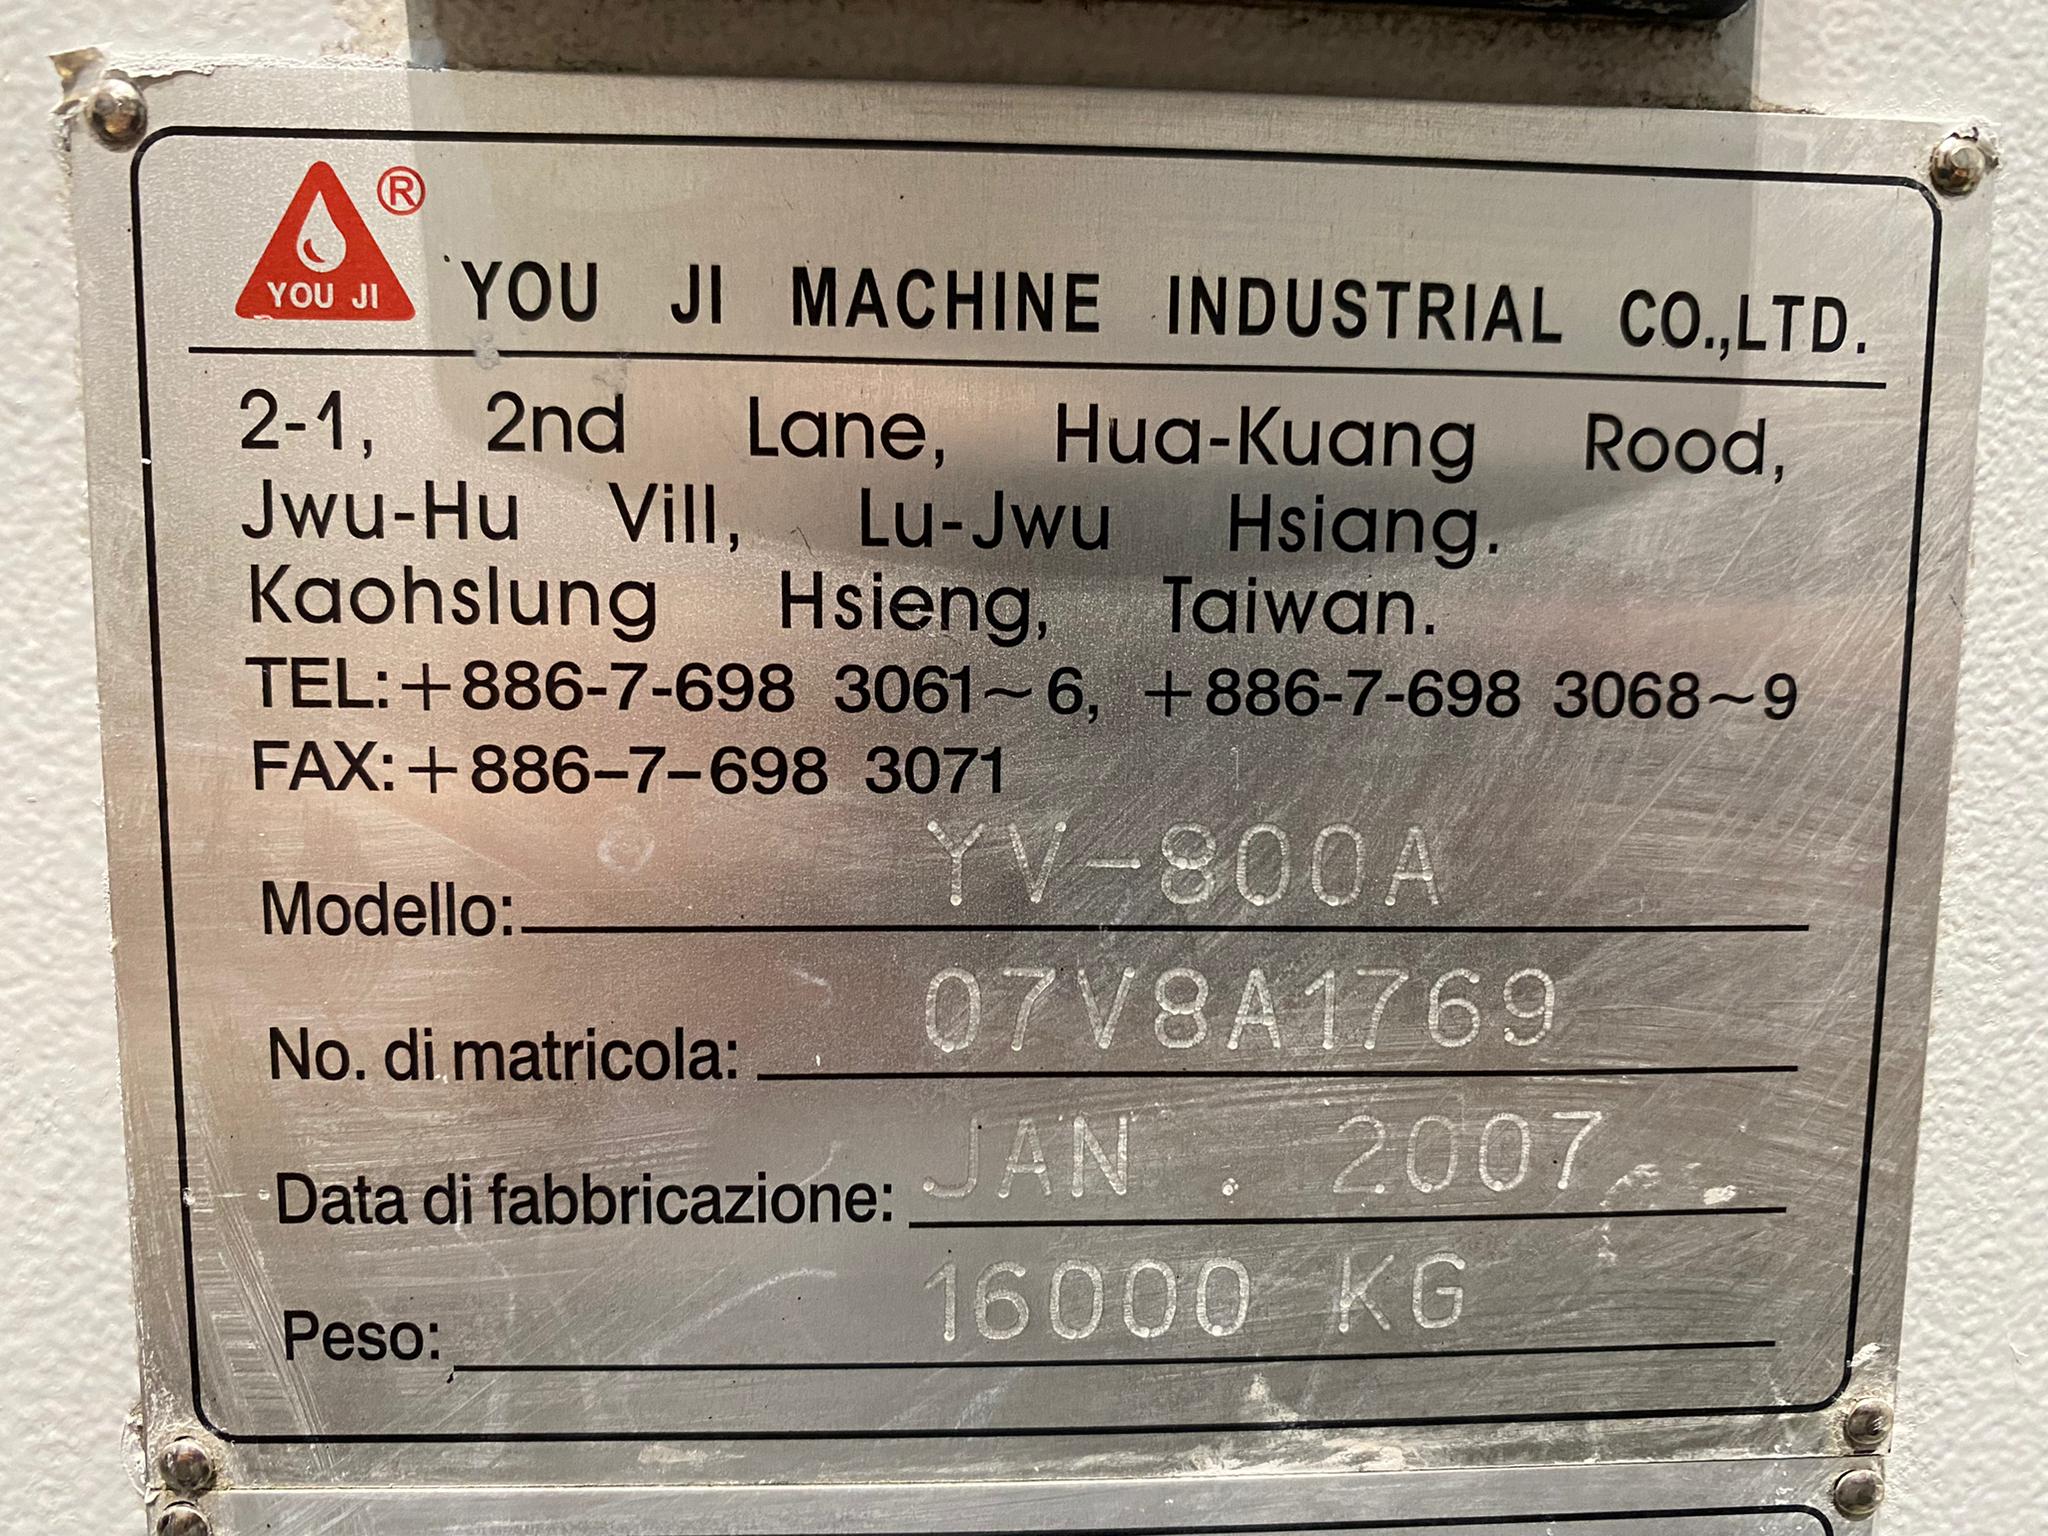 ®
YOU JI
YOU JI MACHINE INDUSTRIAL CO.,LTD.
2-1, 2nd Lane, Hua-Kuang Rood,
Jwu-Hu Vill, Lu-Jwu Hsiang.
Kaohslung Hsieng, Taiwan.
TEL:+886-7-698 3061~6, +886-7-698 3068~9
FAX:+886-7-698 3071
Modello: YV-800A
No. di matricola: 07V8A1769
Data di fabbricazione: JAN . 2007
Peso: 16000 KG